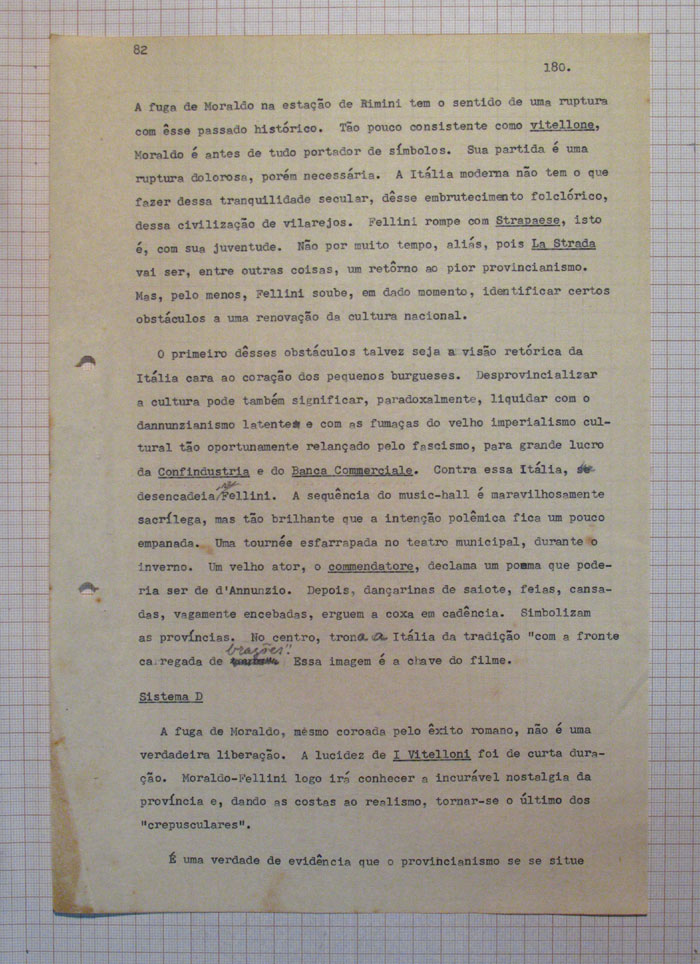 82
180.
A fuga de Moraldo na estação de Rimini tem o sentido de uma ruptura
com êsse passado histórico. Tão pouco consistente como vitellone,
Moraldo é antes de tudo portador de símbolos. Sua partida é uma
ruptura dolorosa, porém necessária. A Itália moderna não tem o que
fazer dessa tranquilidade secular, dêsse embrutecimento folclórico,
dessa civilização de vilarejos. Fellini rompe com Strapaese, isto
é, com sua juventude. Não por muito tempo, aliás, pois La Strada
vai ser, entre outras coisas, um retôrno ao pior provincianismo.
Mas, pelo menos, Fellini soube, em dado momento, identificar certos
obstáculos a uma renovação da cultura nacional.
O primeiro dêsses obstáculos talvez seja a visão retórica da
Itália cara ao coração dos pequenos burgueses. Desprovincializar
a cultura pode também significar, paradoxalmente, liquidar com o
dannunzianismo latente e com as fumaças do velho imperialismo cul-
tural tão oportunamente relançado pelo fascismo, para grande lucro
da Confindustria e do Banca Commerciale. Contra essa Itália,
desencadeia/se Fellini. A sequência do music-hall é maravilhosamente
sacrílega, mas tão brilhante que a intenção polêmica fica um pouco
empanada. Uma tournée esfarrapada no teatro municipal, durante o
inverno. Um velho ator, o commendatore, declama um poema que pode-
ria ser de d'Annunzio. Depois, dançarinas de saiote, feias, cansa-
das, vagamente encebadas, erguem a coxa em cadência. Simbolizam
as províncias. No centro, trona a Itália da tradição "com a fronte
carregada de brazões". Essa imagem é a chave do filme.
Sistema D
A fuga de Moraldo, mesmo coroada pelo êxito romano, não é uma
verdadeira liberação. A lucidez de I Vitelloni foi de curta dura-
ção. Moraldo-Fellini logo irá conhecer a incurável nostalgia da
província e, dando as costas ao realismo, tornar-se o último dos
"crepusculares".
É uma verdade de evidência que o provincianismo se se situe